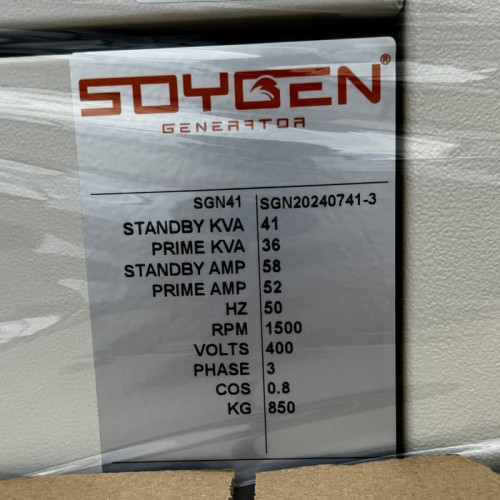 SOYGEN®
GENERATOR
SGN41 SGN20240741-3
STANDBY KVA 41
PRIME KVA 36
STANDBY AMP 58
PRIME AMP 52
HZ 50
RPM 1500
VOLTS 400
PHASE 3
COS 0.8
KG 850